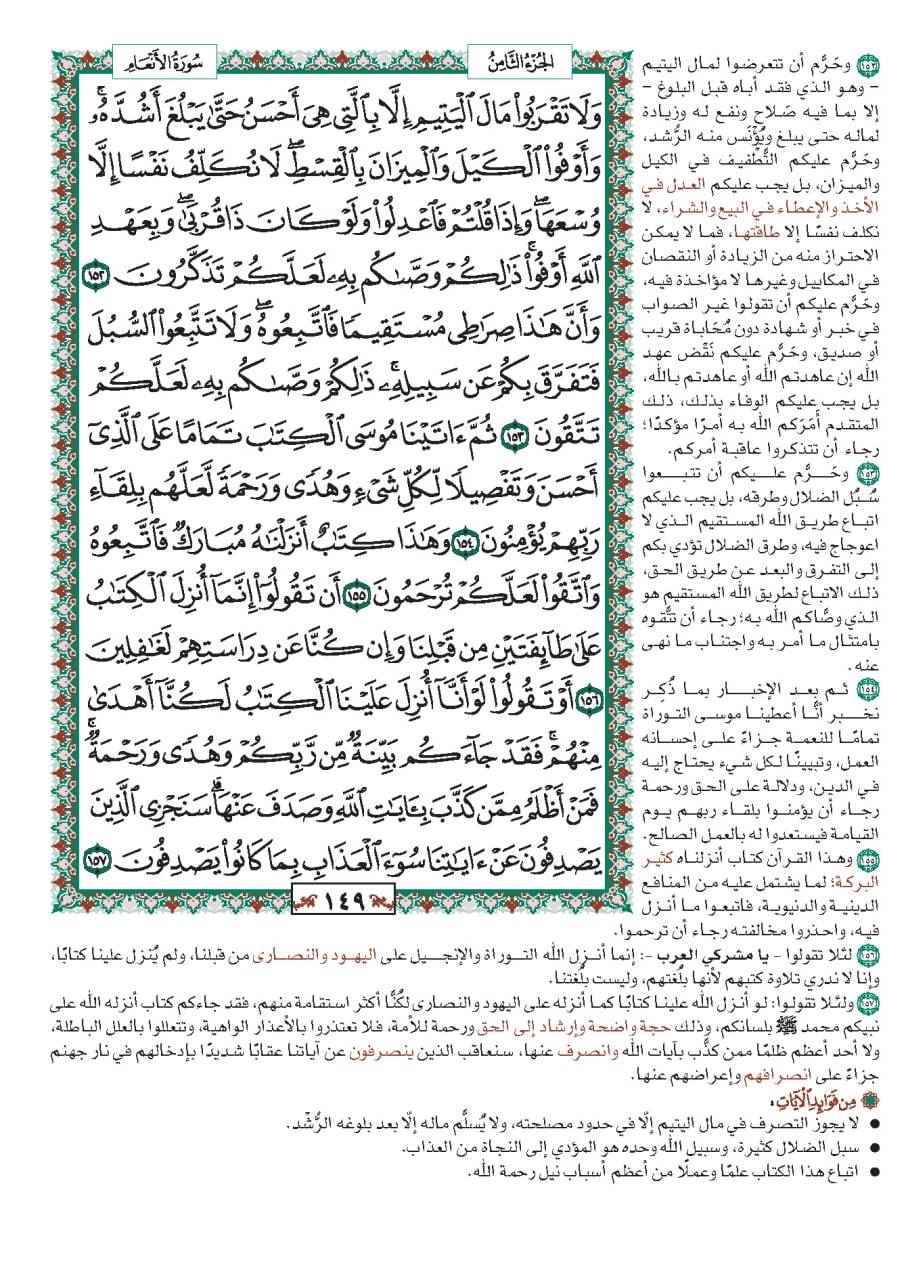 سُورَةُ الأَنْعَامِ
الجُزْءُ الثَّامِنُ
وَلَا تَقْرَبُوا۟ مَالَ ٱلْيَتِيمِ إِلَّا بِٱلَّتِى هِىَ أَحْسَنُ حَتَّىٰ يَبْلُغَ أَشُدَّهُۥۚ
وَأَوْفُوا۟ ٱلْكَيْلَ وَٱلْمِيزَانَ بِٱلْقِسْطِۖ لَا نُكَلِّفُ نَفْسًا إِلَّا
وُسْعَهَاۖ وَإِذَا قُلْتُمْ فَٱعْدِلُوا۟ وَلَوْ كَانَ ذَا قُرْبَىٰۖ وَبِعَهْدِ
ٱللَّهِ أَوْفُوا۟ۚ ذَٰلِكُمْ وَصَّىٰكُم بِهِۦ لَعَلَّكُمْ تَذَكَّرُونَ ١٥٢
وَأَنَّ هَٰذَا صِرَٰطِى مُسْتَقِيمًا فَٱتَّبِعُوهُۖ وَلَا تَتَّبِعُوا۟ ٱلسُّبُلَ
فَتَفَرَّقَ بِكُمْ عَن سَبِيلِهِۦۚ ذَٰلِكُمْ وَصَّىٰكُم بِهِۦ لَعَلَّكُمْ
تَتَّقُونَ ١٥٣ ثُمَّ ءَاتَيْنَا مُوسَى ٱلْكِتَٰبَ تَمَامًا عَلَى ٱلَّذِىٓ
أَحْسَنَ وَتَفْصِيلًا لِّكُلِّ شَىْءٍ وَهُدًى وَرَحْمَةً لَّعَلَّهُم بِلِقَآءِ
رَبِّهِمْ يُؤْمِنُونَ ١٥٤ وَهَٰذَا كِتَٰبٌ أَنزَلْنَٰهُ مُبَارَكٌ فَٱتَّبِعُوهُ
وَٱتَّقُوا۟ لَعَلَّكُمْ تُرْحَمُونَ ١٥٥ أَن تَقُولُوٓا۟ إِنَّمَآ أُنزِلَ ٱلْكِتَٰبُ
عَلَىٰ طَآئِفَتَيْنِ مِن قَبْلِنَا وَإِن كُنَّا عَن دِرَاسَتِهِمْ لَغَٰفِلِينَ
١٥٦ أَوْ تَقُولُوا۟ لَوْ أَنَّآ أُنزِلَ عَلَيْنَا ٱلْكِتَٰبُ لَكُنَّآ أَهْدَىٰ
مِنْهُمْۚ فَقَدْ جَآءَكُم بَيِّنَةٌ مِّن رَّبِّكُمْ وَهُدًى وَرَحْمَةٌۚ
فَمَنْ أَظْلَمُ مِمَّن كَذَّبَ بِـَٔايَٰتِ ٱللَّهِ وَصَدَفَ عَنْهَاۗ سَنَجْزِى ٱلَّذِينَ
يَصْدِفُونَ عَنْ ءَايَٰتِنَا سُوٓءَ ٱلْعَذَابِ بِمَا كَانُوا۟ يَصْدِفُونَ ١٥٧
١٤٩
١٥٢ وحَرَّم أن تتعرضوا لمال اليتيم
- وهو الذي فقد أباه قبل البلوغ -
إلا بما فيه صَلاح ونفع له وزيادة
لماله حتى يبلغ ويُؤْنَس منه الرُّشد،
وحَرَّم عليكم التَّطْفيف في الكيل
والميزان، بل يجب عليكم العدل في
الأخذ والإعطاء في البيع والشراء، لا
نكلف نفسًا إلا طاقتها، فما لا يمكن
الاحتراز منه من الزيادة أو النقصان
في المكاييل وغيرها لا مؤاخذة فيه،
وحَرَّم عليكم أن تقولوا غير الصواب
في خبر أو شهادة دون مُحَاباة قريب
أو صديق، وحَرَّم عليكم نَقْض عهد
الله إن عاهدتم الله أو عاهدتم بالله،
بل يجب عليكم الوفاء بذلك، ذلك
المتقدم أَمَرَكم الله به أمرًا مؤكدًا؛
رجاء أن تتذكروا عاقبة أمركم.
١٥٣ وحَرَّم عليكم أن تتبعوا
سُبُل الضلال وطرقه، بل يجب عليكم
اتباع طريق الله المستقيم الذي لا
اعوجاج فيه، وطرق الضلال تؤدي بكم
إلى التفرق والبعد عن طريق الحق،
ذلك الاتباع لطريق الله المستقيم هو
الذي وصَّاكم الله به؛ رجاء أن تتَّقوه
بامتثال ما أمر به واجتناب ما نهى
عنه.
١٥٤ ثم بعد الإخبار بما ذُكِر
نخبر أنَّا أعطينا موسى التوراة
تمامًا للنعمة جزاءً على إحسانه
العمل، وتبيينًا لكل شيء يحتاج إليه
في الدين، ودلالة على الحق ورحمة
رجاء أن يؤمنوا بلقاء ربهم يوم
القيامة فيستعدوا له بالعمل الصالح.
١٥٥ وهذا القرآن كتاب أنزلناه كثير
البركة؛ لما يشتمل عليه من المنافع
الدينية والدنيوية، فاتبعوا ما أنزل
فيه، واحذروا مخالفته رجاء أن ترحموا.
١٥٦ لئلا تقولوا - يا مشركي العرب -: إنما أنزل الله التوراة والإنجيل على اليهود والنصارى من قبلنا، ولم يُنزل علينا كتابًا،
وإنا لا ندري تلاوة كتبهم لأنها بلُغتهم، وليست بلُغتنا.
١٥٧ ولئلا تقولوا: لو أنزل الله علينا كتابًا كما أنزله على اليهود والنصارى لكُنَّا أكثر استقامة منهم، فقد جاءكم كتاب أنزله الله على
نبيكم محمد ﷺ بلسانكم، وذلك حجة واضحة وإرشاد إلى الحق ورحمة للأمة، فلا تعتذروا بالأعذار الواهية، وتتعللوا بالعلل الباطلة،
ولا أحد أعظم ظلمًا ممن كذَّب بآيات الله وانصرف عنها، سنعاقب الذين ينصرفون عن آياتنا عقابًا شديدًا بإدخالهم في نار جهنم
جزاءً على انصرافهم وإعراضهم عنها.
مِن فَوَائِدِ الآيَاتِ:
● لا يجوز التصرف في مال اليتيم إلّا في حدود مصلحته، ولا يُسلَّم ماله إلّا بعد بلوغه الرُّشْد.
● سبل الضلال كثيرة، وسبيل الله وحده هو المؤدي إلى النجاة من العذاب.
● اتباع هذا الكتاب علمًا وعملًا من أعظم أسباب نيل رحمة الله.